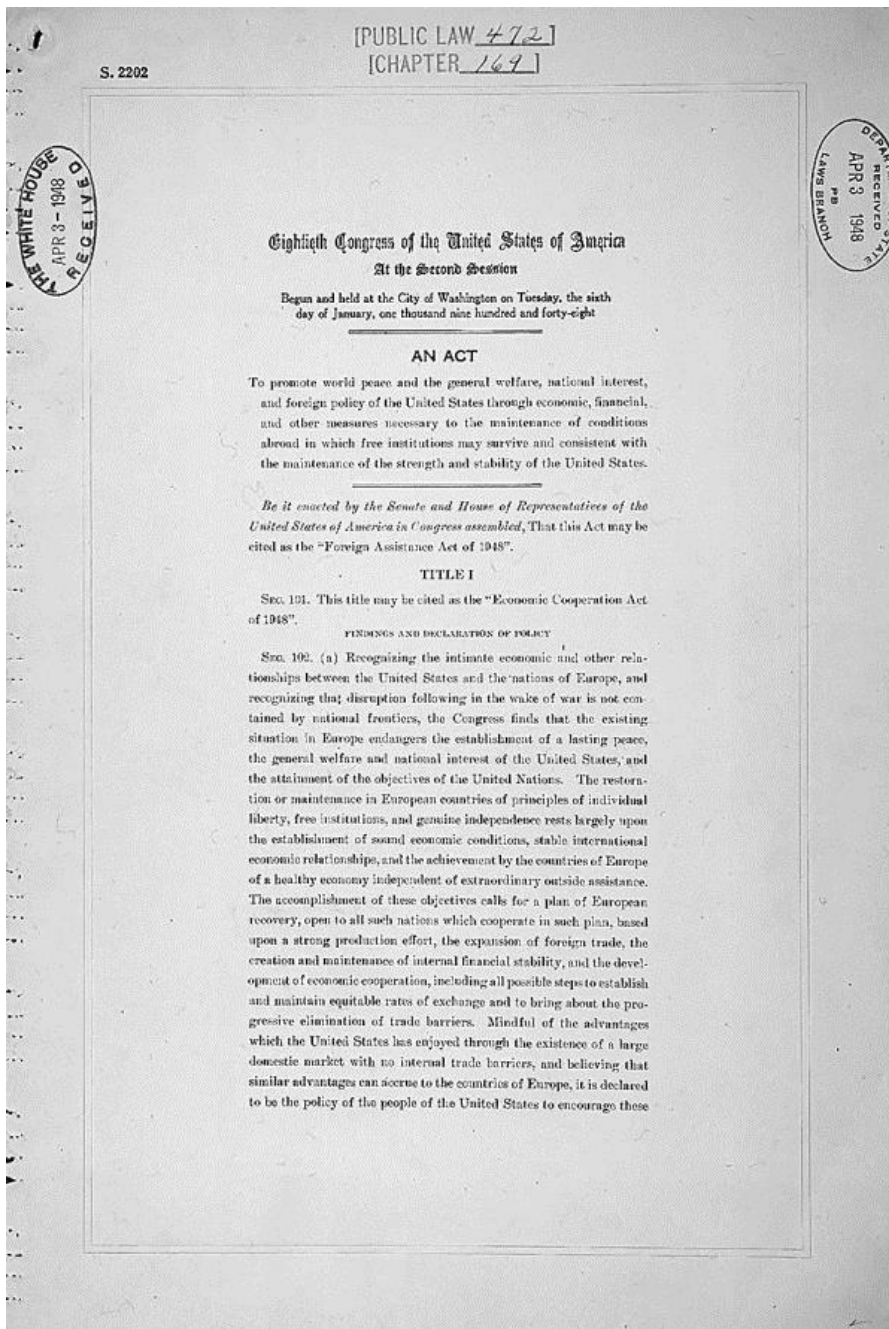 [PUBLIC LAW 472]
[CHAPTER 169]
S. 2202
THE WHITE HOUSE
APR 3 - 1948
RECEIVED
DEPARTMENT OF STATE
RECEIVED
APR 3 1948
PB
LAWS BRANCH
Eightieth Congress of the United States of America
At the Second Session
Begun and held at the City of Washington on Tuesday, the sixth
day of January, one thousand nine hundred and forty-eight
AN ACT
To promote world peace and the general welfare, national interest,
and foreign policy of the United States through economic, financial,
and other measures necessary to the maintenance of conditions
abroad in which free institutions may survive and consistent with
the maintenance of the strength and stability of the United States.
Be it enacted by the Senate and House of Representatives of the
United States of America in Congress assembled, That this Act may be
cited as the "Foreign Assistance Act of 1948".
TITLE I
SEC. 101. This title may be cited as the "Economic Cooperation Act
of 1948".
FINDINGS AND DECLARATION OF POLICY
SEC. 102. (a) Recognizing the intimate economic and other rela-
tionships between the United States and the nations of Europe, and
recognizing that disruption following in the wake of war is not con-
tained by national frontiers, the Congress finds that the existing
situation in Europe endangers the establishment of a lasting peace,
the general welfare and national interest of the United States, and
the attainment of the objectives of the United Nations. The restora-
tion or maintenance in European countries of principles of individual
liberty, free institutions, and genuine independence rests largely upon
the establishment of sound economic conditions, stable international
economic relationships, and the achievement by the countries of Europe
of a healthy economy independent of extraordinary outside assistance.
The accomplishment of these objectives calls for a plan of European
recovery, open to all such nations which cooperate in such plan, based
upon a strong production effort, the expansion of foreign trade, the
creation and maintenance of internal financial stability, and the devel-
opment of economic cooperation, including all possible steps to establish
and maintain equitable rates of exchange and to bring about the pro-
gressive elimination of trade barriers. Mindful of the advantages
which the United States has enjoyed through the existence of a large
domestic market with no internal trade barriers, and believing that
similar advantages can accrue to the countries of Europe, it is declared
to be the policy of the people of the United States to encourage these